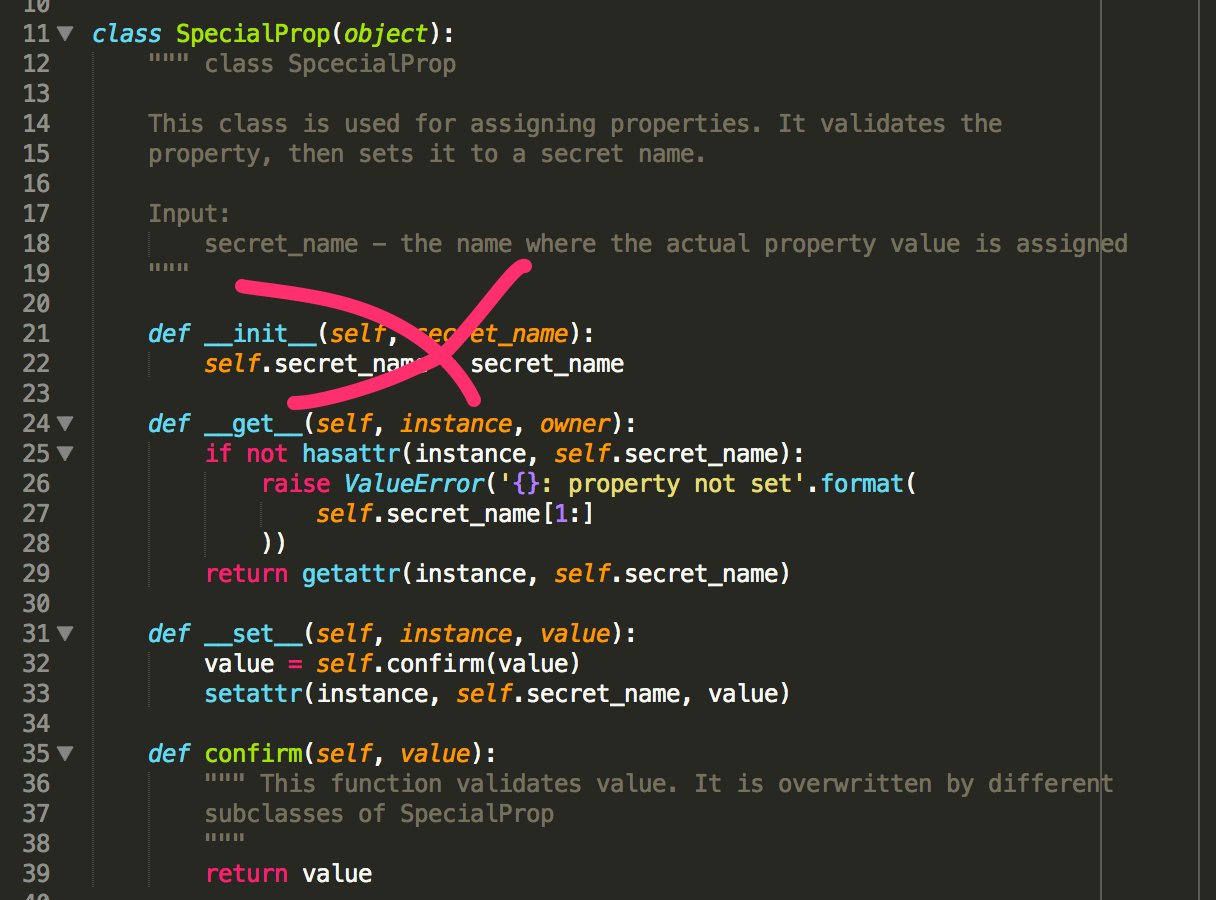 10
11 class SpecialProp(object):
12     """ class SpcecialProp
13
14     This class is used for assigning properties. It validates the
15     property, then sets it to a secret name.
16
17     Input:
18         secret_name – the name where the actual property value is assigned
19     """
20
21     def __init__(self, secret_name):
22         self.secret_name secret_name
23
24     def __get__(self, instance, owner):
25         if not hasattr(instance, self.secret_name):
26             raise ValueError('{}: property not set'.format(
27                 self.secret_name[1:]
28             ))
29         return getattr(instance, self.secret_name)
30
31     def __set__(self, instance, value):
32         value = self.confirm(value)
33         setattr(instance, self.secret_name, value)
34
35     def confirm(self, value):
36         """ This function validates value. It is overwritten by different
37         subclasses of SpecialProp
38         """
39         return value
40